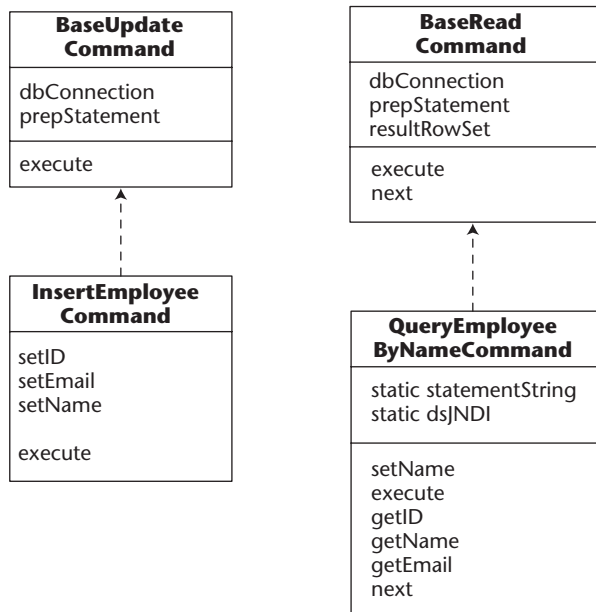 BaseUpdate
Command
dbConnection
prepStatement
execute
InsertEmployee
Command
setID
setEmail
setName
execute
BaseRead
Command
dbConnection
prepStatement
resultRowSet
execute
next
QueryEmployee
ByNameCommand
static statementString
static dsJNDI
setName
execute
getID
getName
getEmail
next